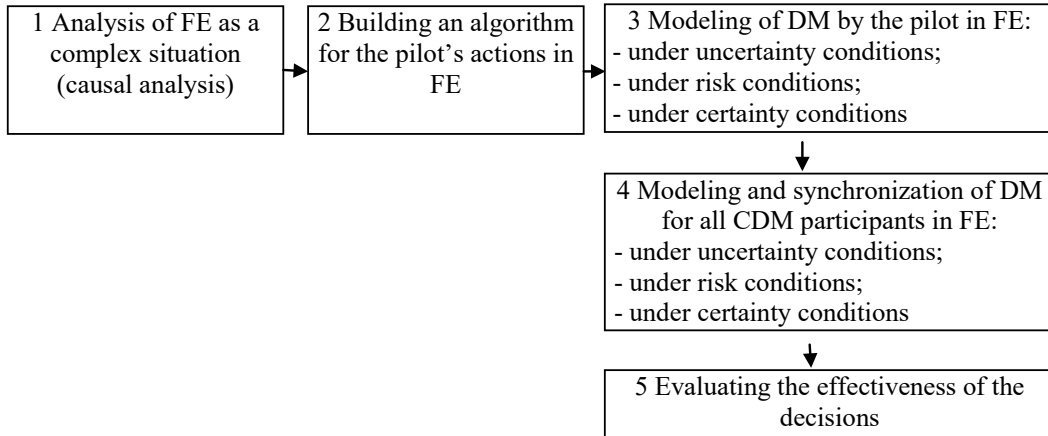 1 Analysis of FE as a
complex situation
(causal analysis)
2 Building an algorithm
for the pilot’s actions in
FE
3 Modeling of DM by the pilot in FE:
- under uncertainty conditions;
- under risk conditions;
- under certainty conditions
4 Modeling and synchronization of DM
for all CDM participants in FE:
- under uncertainty conditions;
- under risk conditions;
- under certainty conditions
5 Evaluating the effectiveness of the
decisions